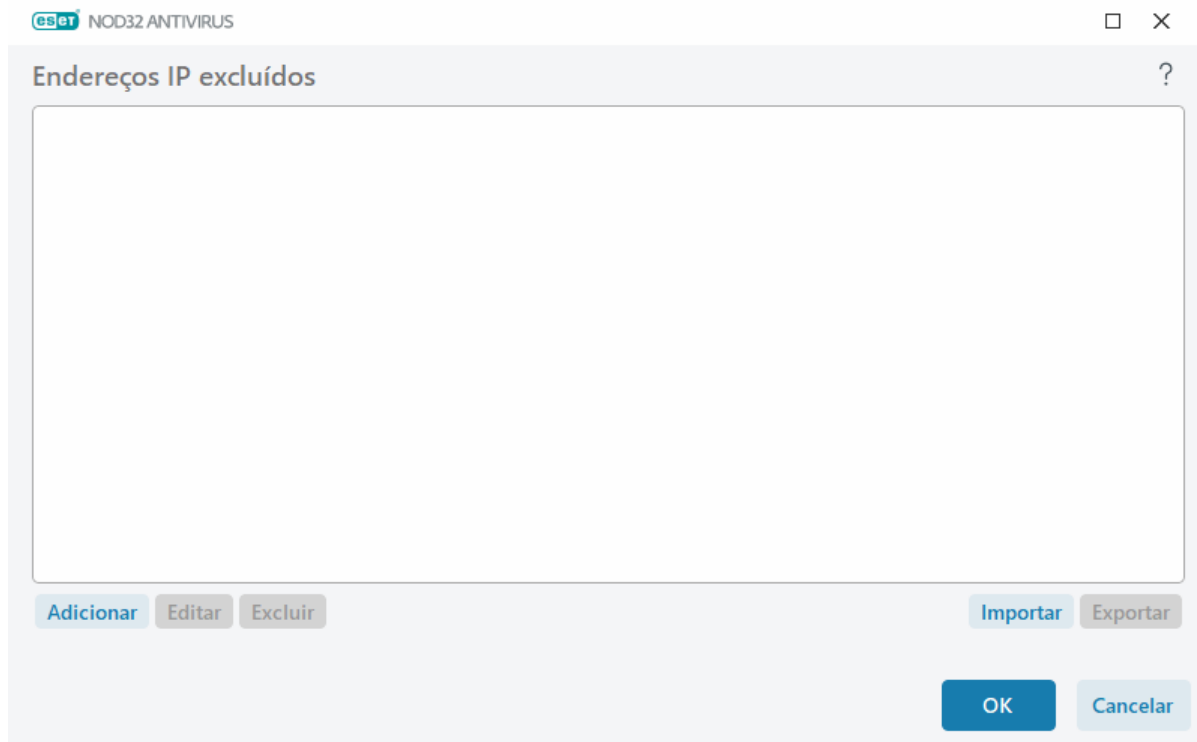 eset NOD32 ANTIVIRUS
Endereços IP excluídos
?
Adicionar Editar Excluir Importar Exportar
OK Cancelar